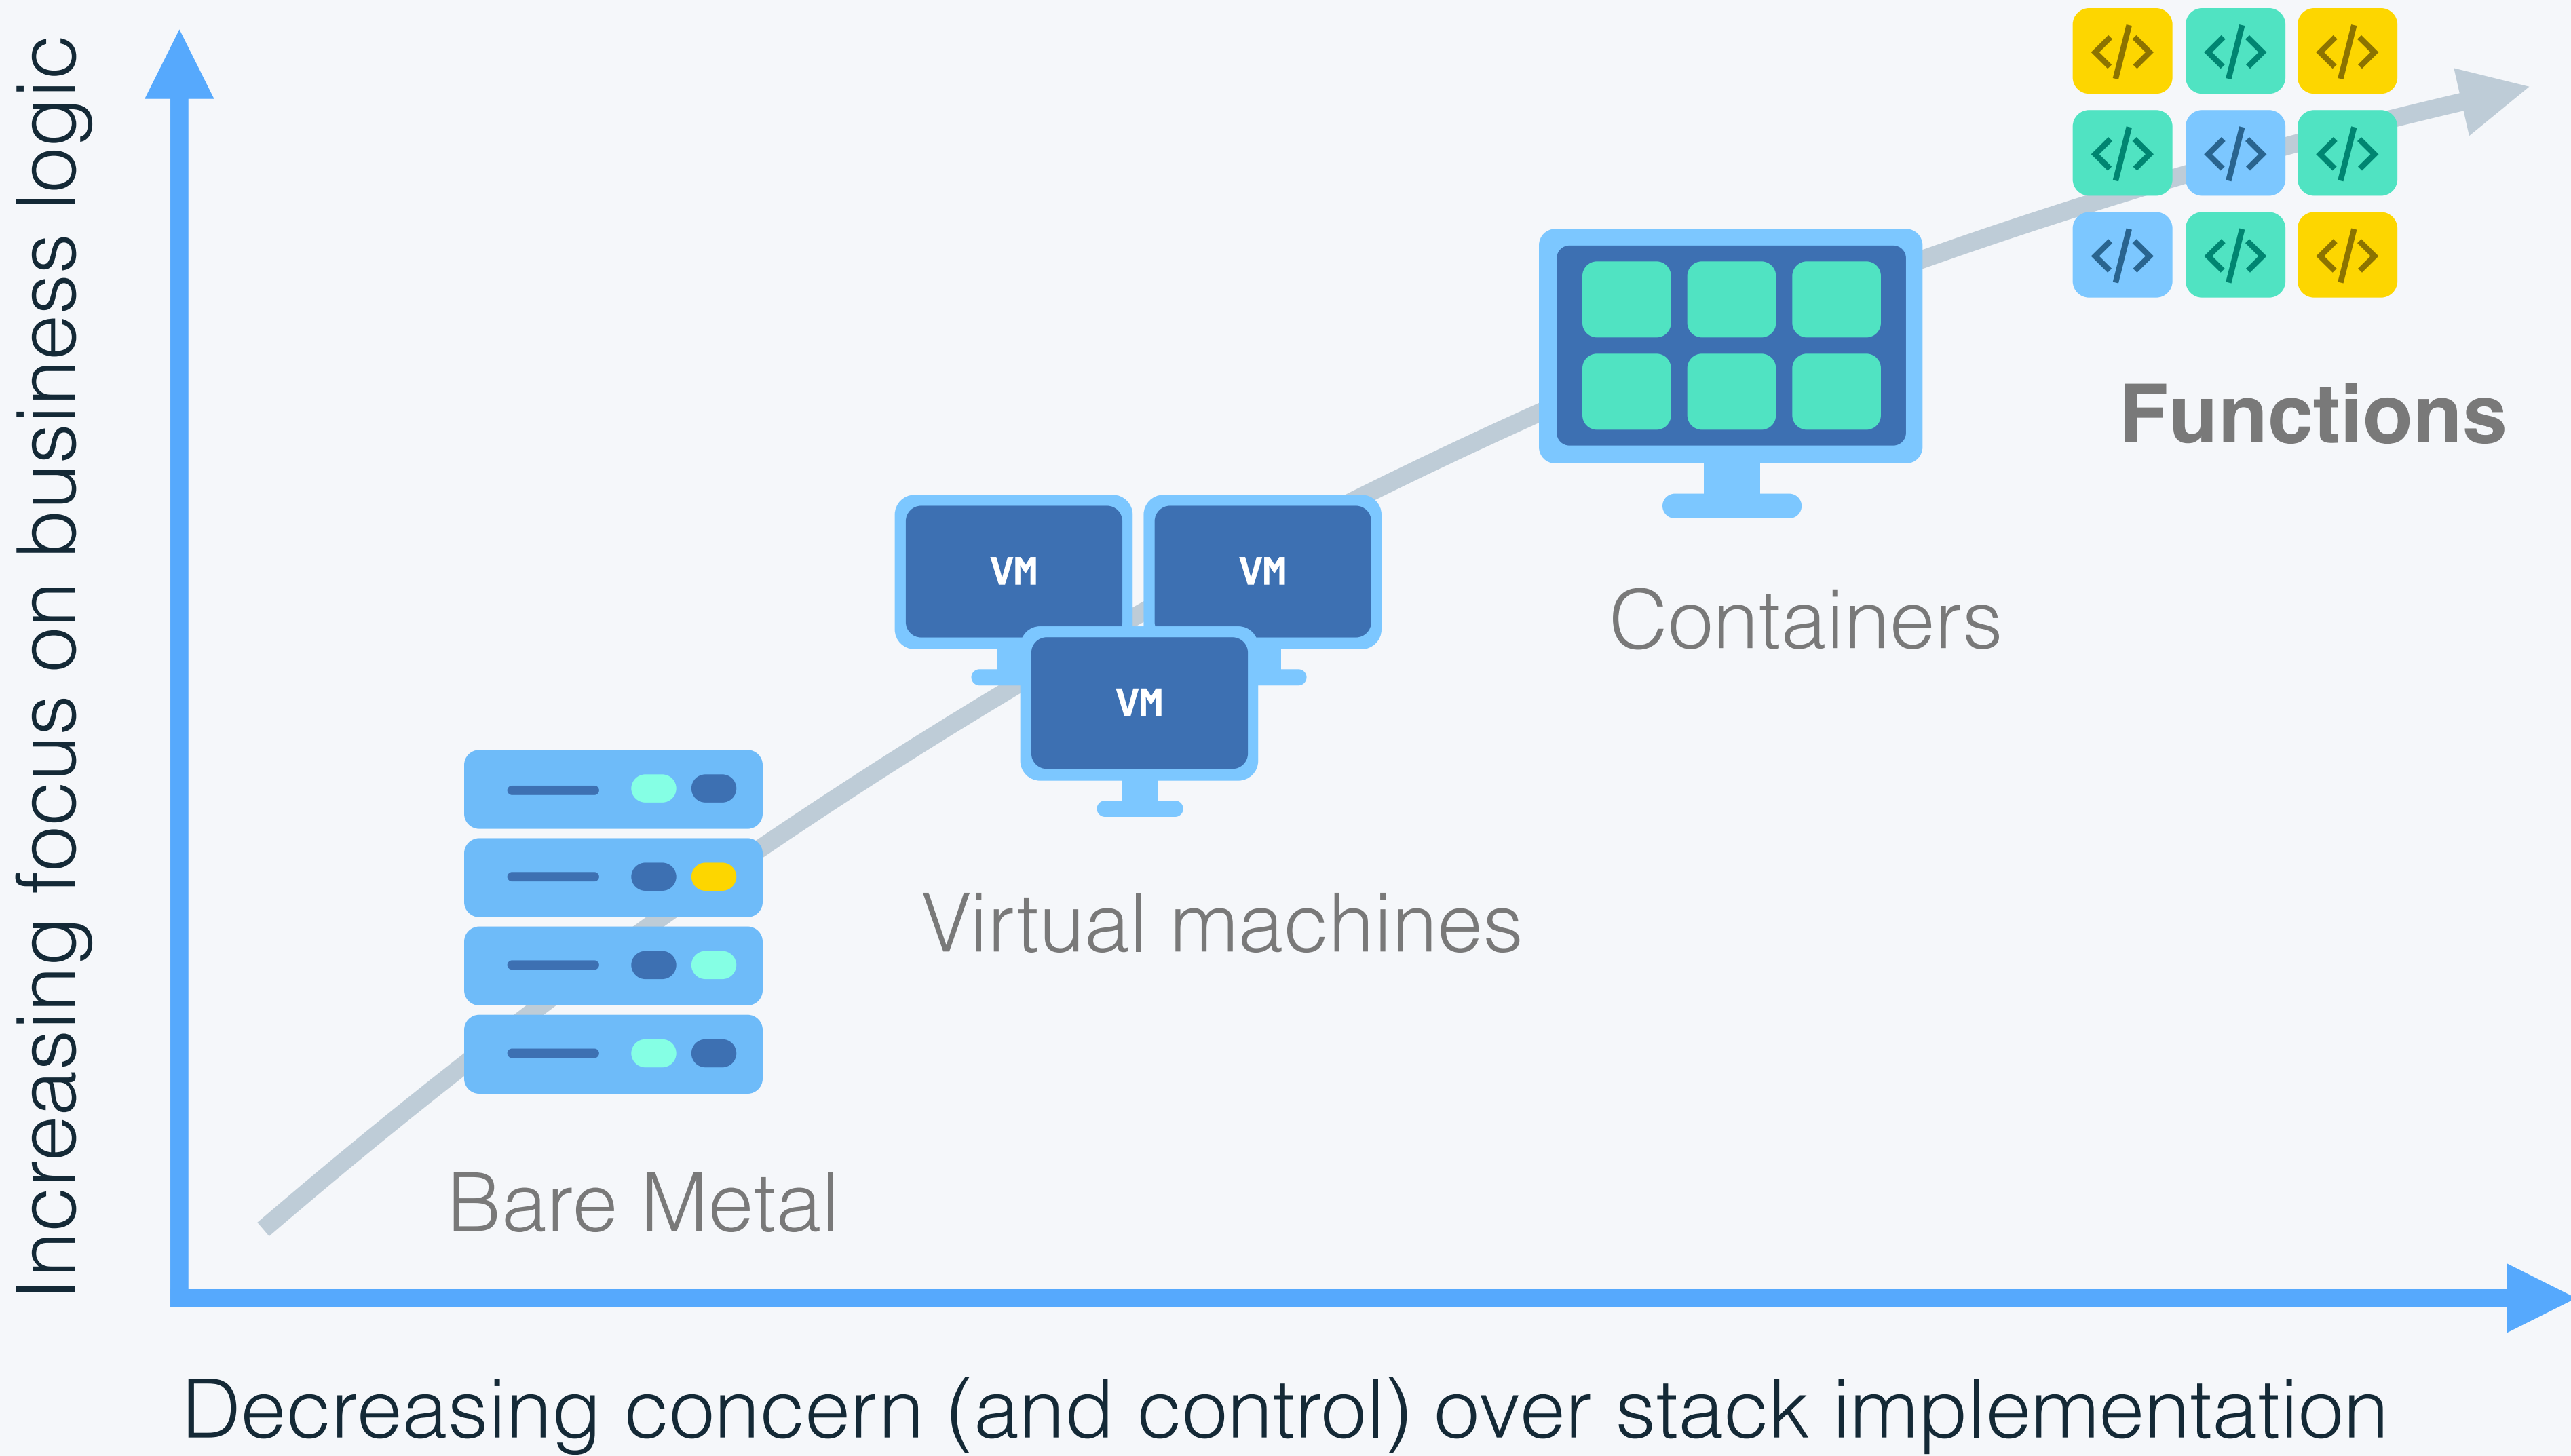 Increasing focus on business logic
</>
</>
</>
</>
</>
</>
</>
</>
</>
Functions
Containers
VM
VM
VM
Virtual machines
Bare Metal
Decreasing concern (and control) over stack implementation